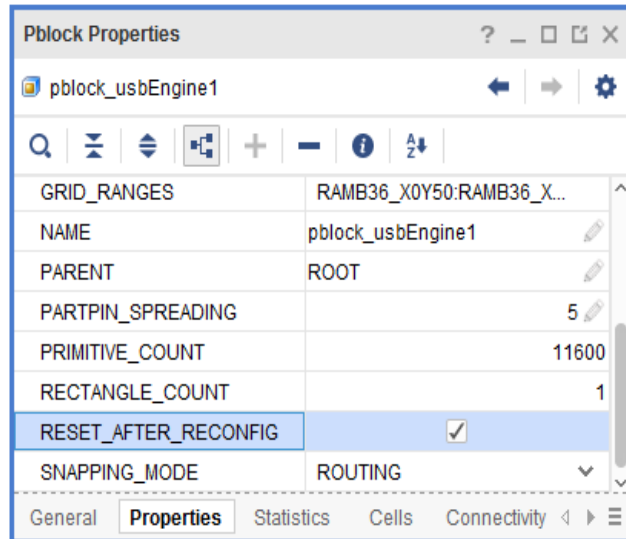 Pblock Properties
pblock_usbEngine1
GRID_RANGES RAMB36_X0Y50:RAMB36_X...
NAME pblock_usbEngine1
PARENT ROOT
PARTPIN_SPREADING 5
PRIMITIVE_COUNT 11600
RECTANGLE_COUNT 1
RESET_AFTER_RECONFIG
SNAPPING_MODE ROUTING
General Properties Statistics Cells Connectivity